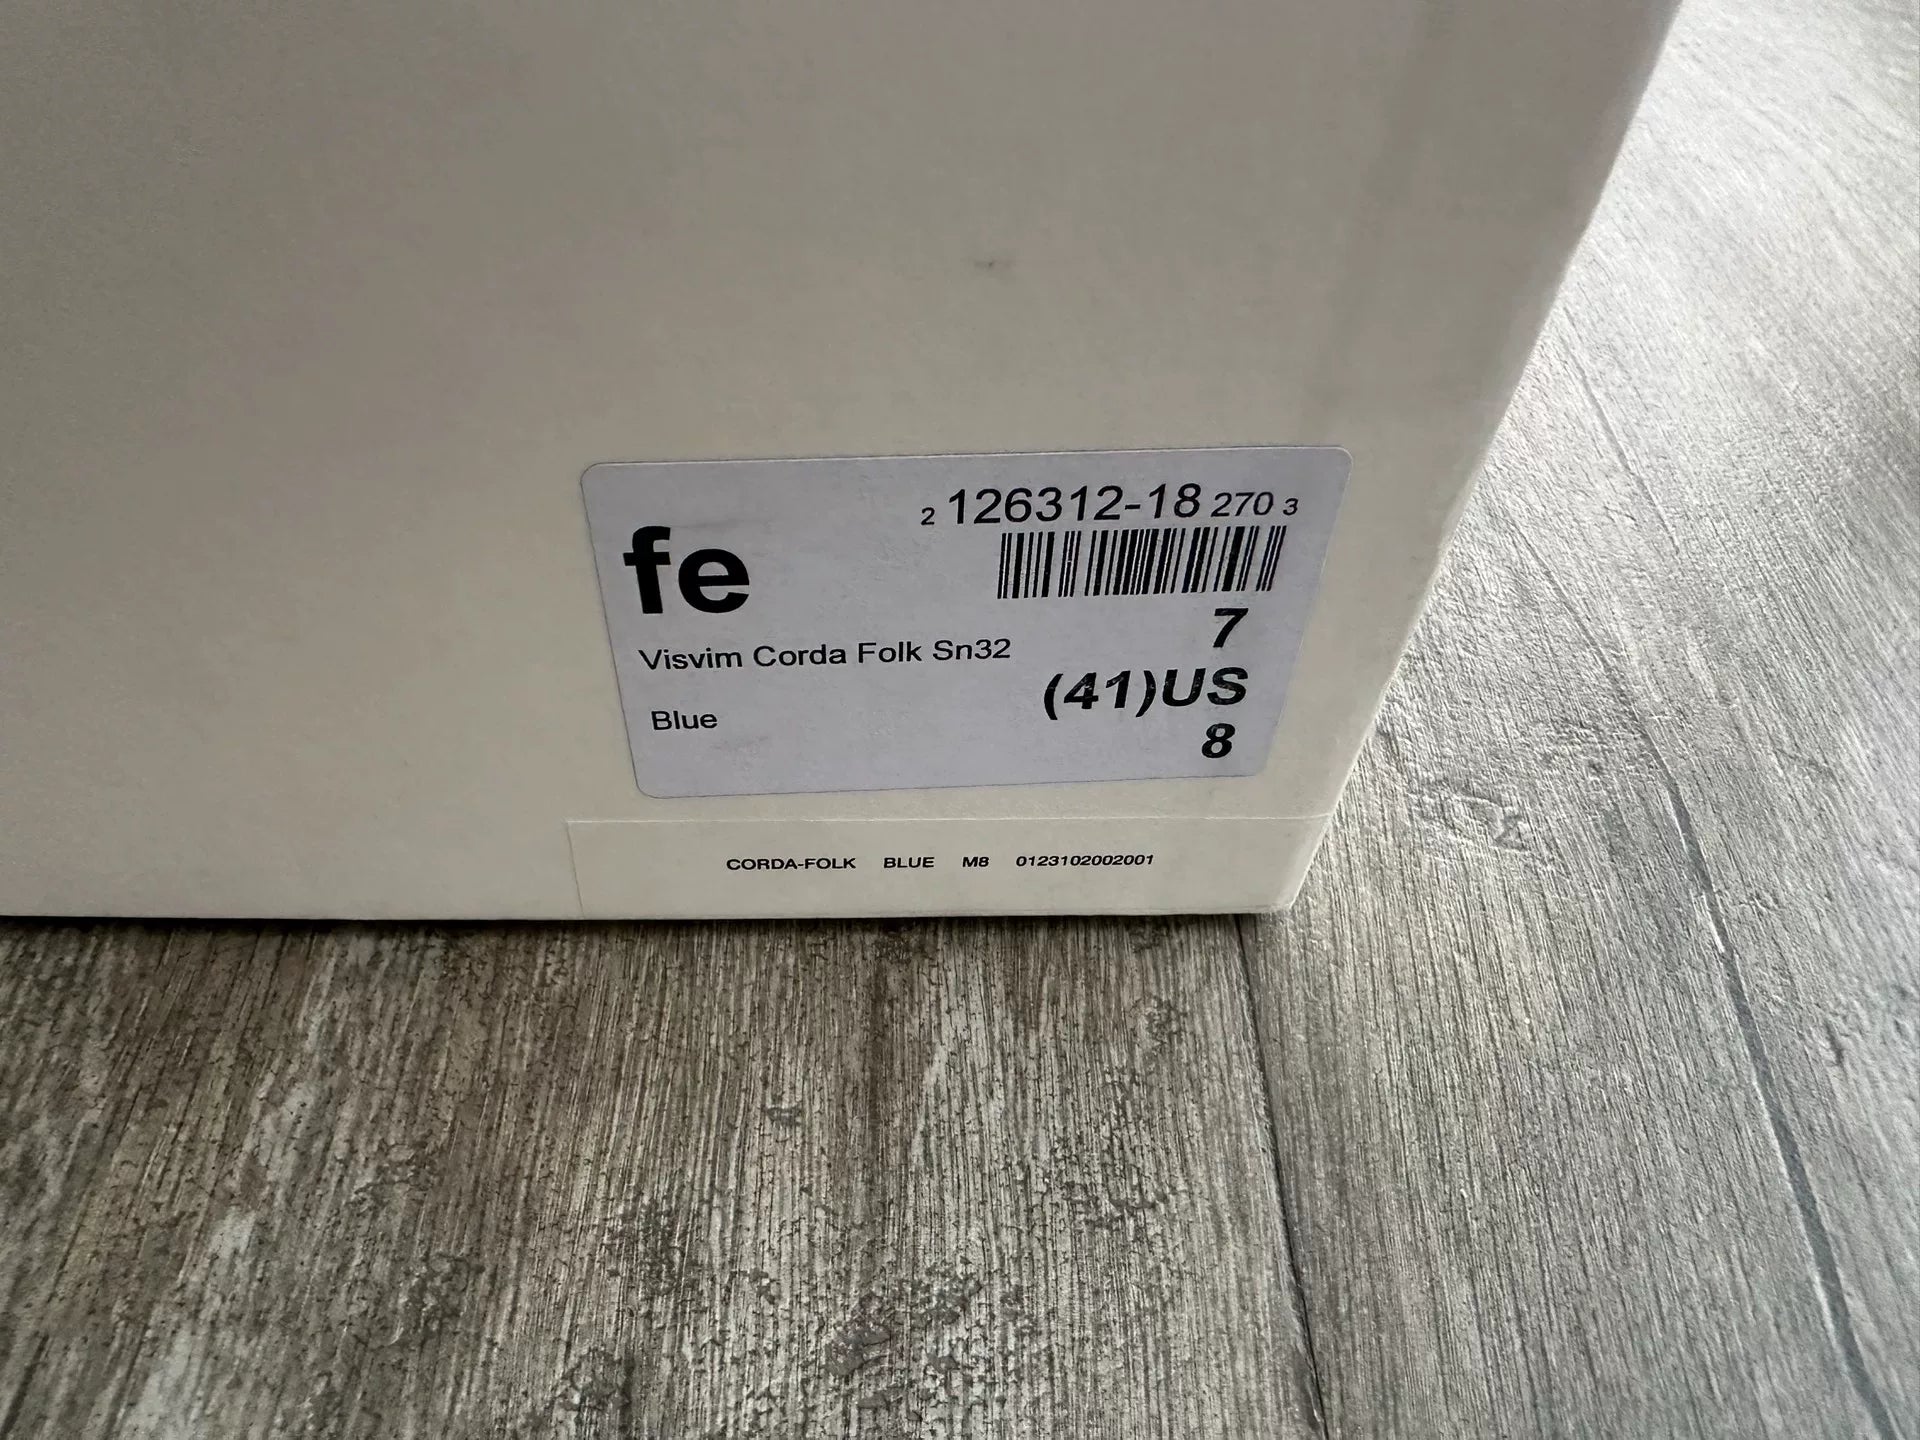 2 126312-18 270 3
fe
7
Visvim Corda Folk Sn32
(41)US
Blue
8
CORDA-FOLK BLUE M8 0123102002001